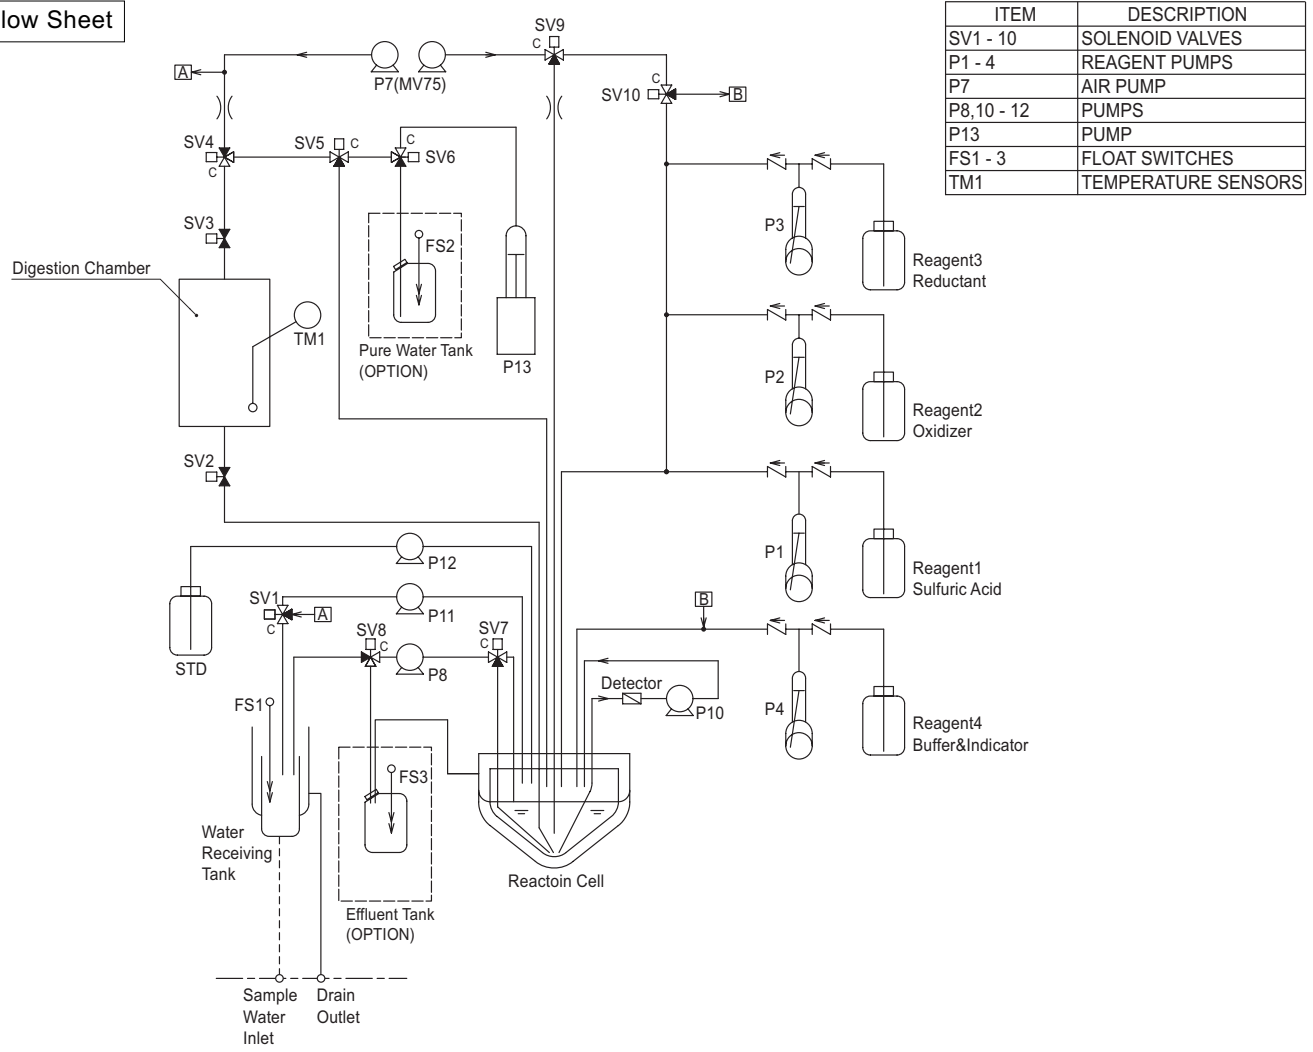 low Sheet
ITEM DESCRIPTION
SV1 - 10 SOLENOID VALVES
P1 - 4 REAGENT PUMPS
P7 AIR PUMP
P8,10 - 12 PUMPS
P13 PUMP
FS1 - 3 FLOAT SWITCHES
TM1 TEMPERATURE SENSORS
SV9
C
A
P7(MV75)
C
SV10
B
SV4
C
SV5
C
C
SV6
SV3
FS2
P3
Reagent3
Reductant
Digestion Chamber
TM1
Pure Water Tank
(OPTION)
P13
P2
Reagent2
Oxidizer
SV2
P12
P1
Reagent1
Sulfuric Acid
SV1
C
A
P11
B
STD
SV8
C
P8
SV7
C
Detector
P10
FS1
P4
Reagent4
Buffer&Indicator
FS3
Water
Receiving
Tank
Reactoin Cell
Effluent Tank
(OPTION)
Sample
Water
Inlet
Drain
Outlet